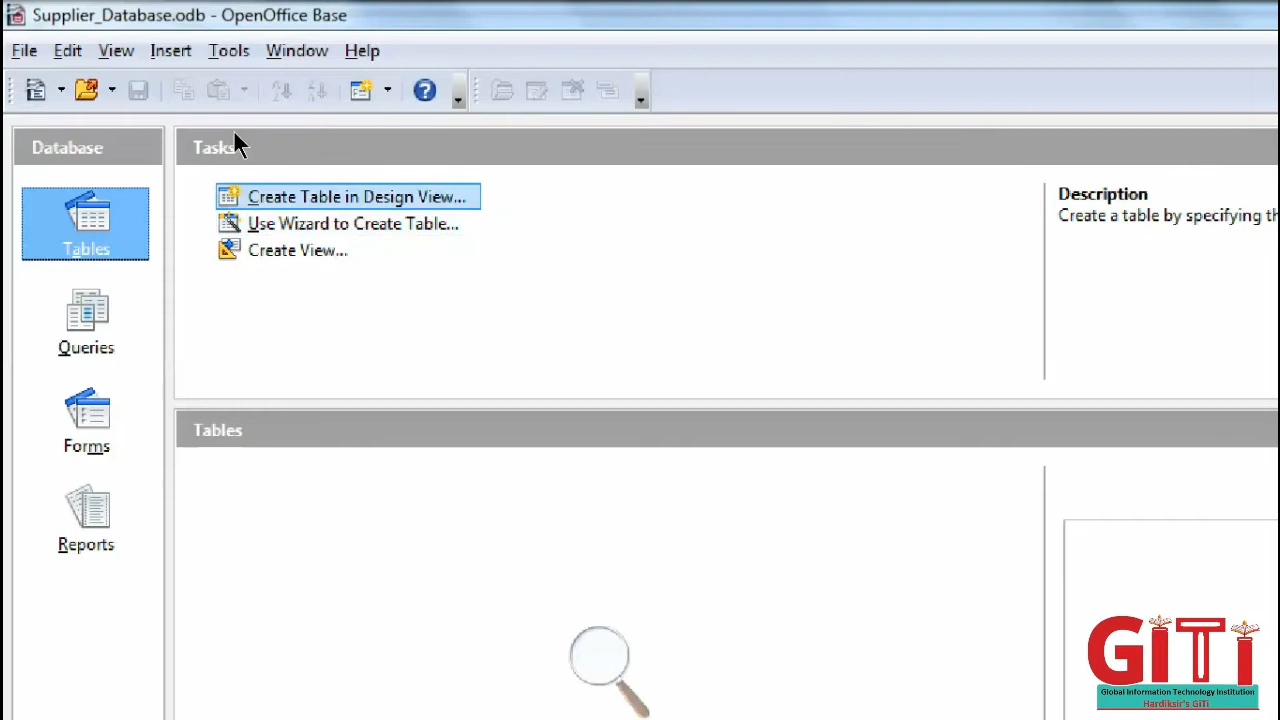 Supplier_Database.odb - OpenOffice Base
File Edit View Insert Tools Window Help
Database
Tasks
Tables
Create Table in Design View...
Use Wizard to Create Table...
Create View...
Description
Create a table by specifying th
Queries
Forms
Reports
Tables
GiTi
Global Information Technology Institution
Hardiksir's GiTi